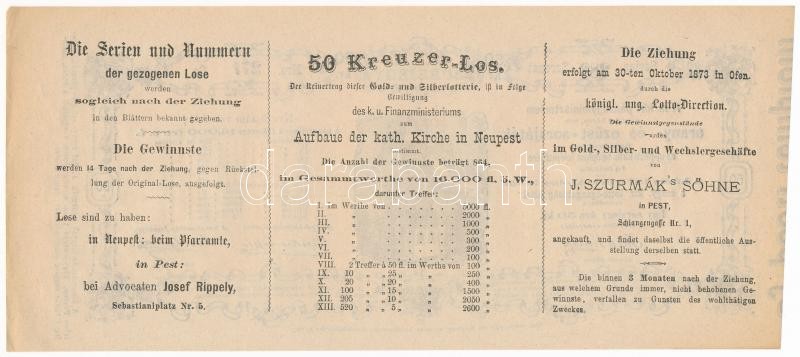 Die Serien und Nummern
der gezogenen Lose
werden
sogleich nach der Ziehung
in den Blättern bekannt gegeben.
Die Gewinnste
werden 14 Tage nach der Ziehung, gegen Rückstel-
lung der Original-Lose, ausgefolgt.
Lose sind zu haben:
in Neupest: beim Pfarramte,
in Pest:
bei Advocaten Josef Rippely,
Sebastianiplatz Nr. 5.
50 Kreuzer-Los.
Der Reinertrag dieser Gold- und Silberlotterie, ist in Folge
Bewilligung
des k. u. Finanzministeriums
zum
Aufbaue der kath. Kirche in Neupest
bestimmt.
Die Anzahl der Gewinnste beträgt 884,
im Gesammtwerthe von 16.000 fl. ö. W.,
darunter Treffer:
I. im Werthe von . . . . . 5000 fl.
II. " " " . . . . . 2000 "
III. " " " . . . . . 1000 "
IV. " " " . . . . . 500 "
V. " " " . . . . . 300 "
VI. " " " . . . . . 200 "
VII. " " " . . . . . 100 "
VIII. 2 Treffer à 50 fl. im Werthe von 100 "
IX. 10 " " 25 " " " " 250 "
X. 20 " " 20 " " " " 400 "
XI. 100 " " 15 " " " " 1500 "
XII. 205 " " 10 " " " " 2050 "
XIII. 520 " " 5 " " " " 2600 "
Die Ziehung
erfolgt am 30-ten Oktober 1873 in Ofen.
durch die
königl. ung. Lotto-Direction.
Die Gewinnstgegenstände
werden
im Gold-, Silber- und Wechslergeschäfte
von
J. SZURMÁK's SÖHNE
in PEST,
Schlangengasse Nr. 1,
angekauft, und findet daselbst die öffentliche Aus-
stellung derselben statt.
Die binnen 3 Monaten nach der Ziehung,
aus welchem Grunde immer, nicht behobenen Ge-
winnste, verfallen zu Gunsten des wohlthätigen
Zweckes.
darabanth